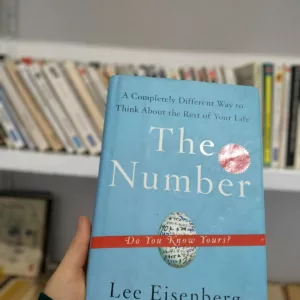 A Completely Different Way to
Think About the Rest of Your Life
The
Number
Do You Know Yours?
Lee Eisenberg